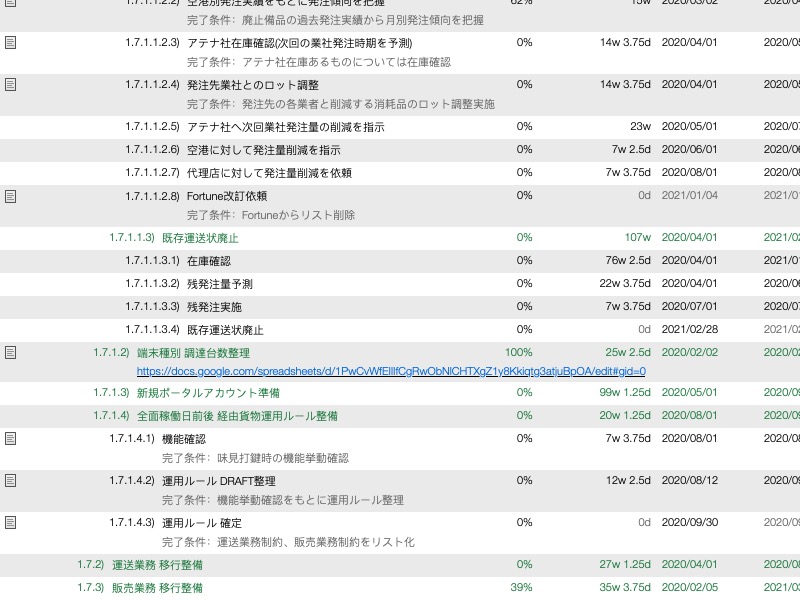 1.7.1.1.2.2) 空港別発注実績をもとに発注傾向を把握 62% 15w 2020/03/02
完了条件: 廃止備品の過去発注実績から月別発注傾向を把握
1.7.1.1.2.3) アテナ社在庫確認(次回の業社発注時期を予測) 0% 14w 3.75d 2020/04/01 2020/0
完了条件: アテナ社在庫あるものについては在庫確認
1.7.1.1.2.4) 発注先業社とのロット調整 0% 14w 3.75d 2020/04/01 2020/0
完了条件: 発注先の各業者と削減する消耗品のロット調整実施
1.7.1.1.2.5) アテナ社へ次回業社発注量の削減を指示 0% 23w 2020/05/01 2020/0
1.7.1.1.2.6) 空港に対して発注量削減を指示 0% 7w 2.5d 2020/06/01 2020/0
1.7.1.1.2.7) 代理店に対して発注量削減を依頼 0% 7w 3.75d 2020/08/01 2020/0
1.7.1.1.2.8) Fortune改訂依頼 0% 0d 2021/01/04 2021/0
完了条件: Fortuneからリスト削除
1.7.1.1.3) 既存運送状廃止 0% 107w 2020/04/01 2021/0
1.7.1.1.3.1) 在庫確認 0% 76w 2.5d 2020/04/01 2021/0
1.7.1.1.3.2) 残発注量予測 0% 22w 3.75d 2020/04/01 2020/0
1.7.1.1.3.3) 残発注実施 0% 7w 3.75d 2020/07/01 2020/0
1.7.1.1.3.4) 既存運送状廃止 0% 0d 2021/02/28 2021/0
1.7.1.2) 端末種別 調達台数整理 100% 25w 2.5d 2020/02/02 2020/0
1.7.1.3) 新規ポータルアカウント準備 0% 99w 1.25d 2020/05/01 2020/0
1.7.1.4) 全面稼働日前後 経由貨物運用ルール整備 0% 20w 1.25d 2020/08/01 2020/0
1.7.1.4.1) 機能確認 0% 7w 3.75d 2020/08/01 2020/0
完了条件: 味見打鍵時の機能挙動確認
1.7.1.4.2) 運用ルール DRAFT整理 0% 12w 2.5d 2020/08/12 2020/0
完了条件: 機能挙動確認をもとに運用ルール整理
1.7.1.4.3) 運用ルール 確定 0% 0d 2020/09/30 2020/0
完了条件: 運送業務制約、販売業務制約をリスト化
1.7.2) 運送業務 移行整備 0% 27w 1.25d 2020/04/01 2020/0
1.7.3) 販売業務 移行整備 39% 35w 3.75d 2020/02/05 2021/0